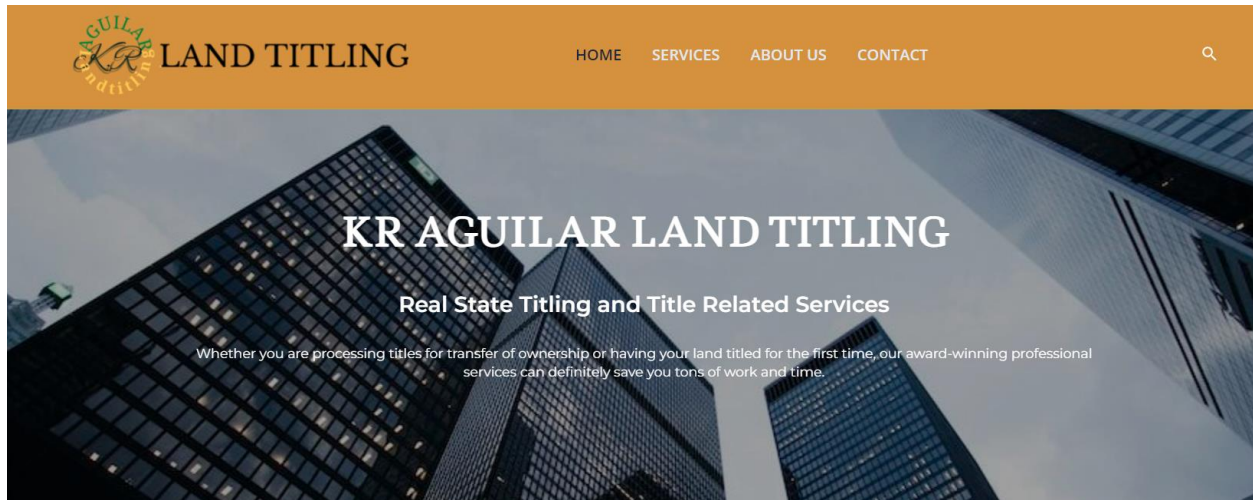 AGUILAR
KR
landtitling
LAND TITLING
HOME SERVICES ABOUT US CONTACT
KR AGUILAR LAND TITLING
Real State Titling and Title Related Services
Whether you are processing titles for transfer of ownership or having your land titled for the first time, our award-winning professional
services can definitely save you tons of work and time.